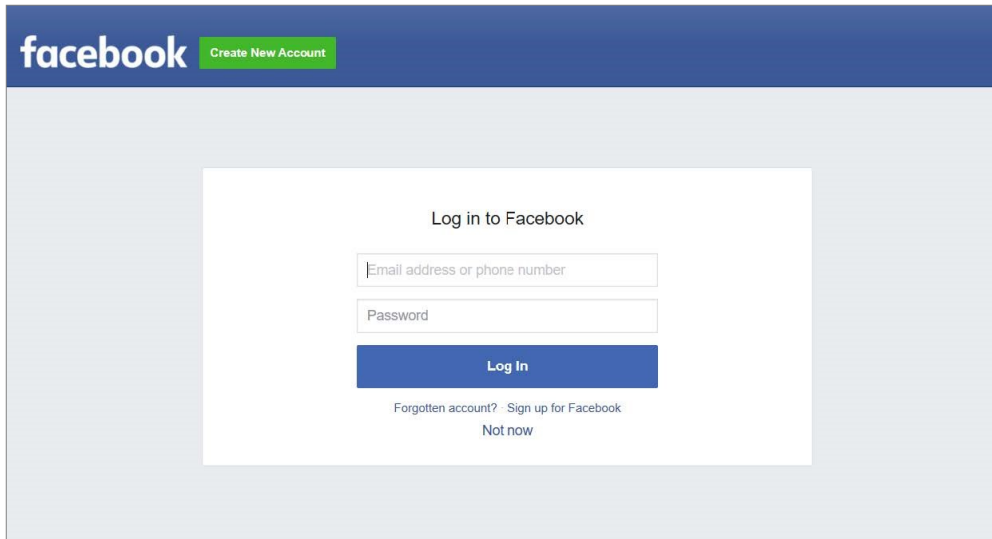 facebook Create New Account
Log in to Facebook
Email address or phone number
Password
Log In
Forgotten account? · Sign up for Facebook
Not now